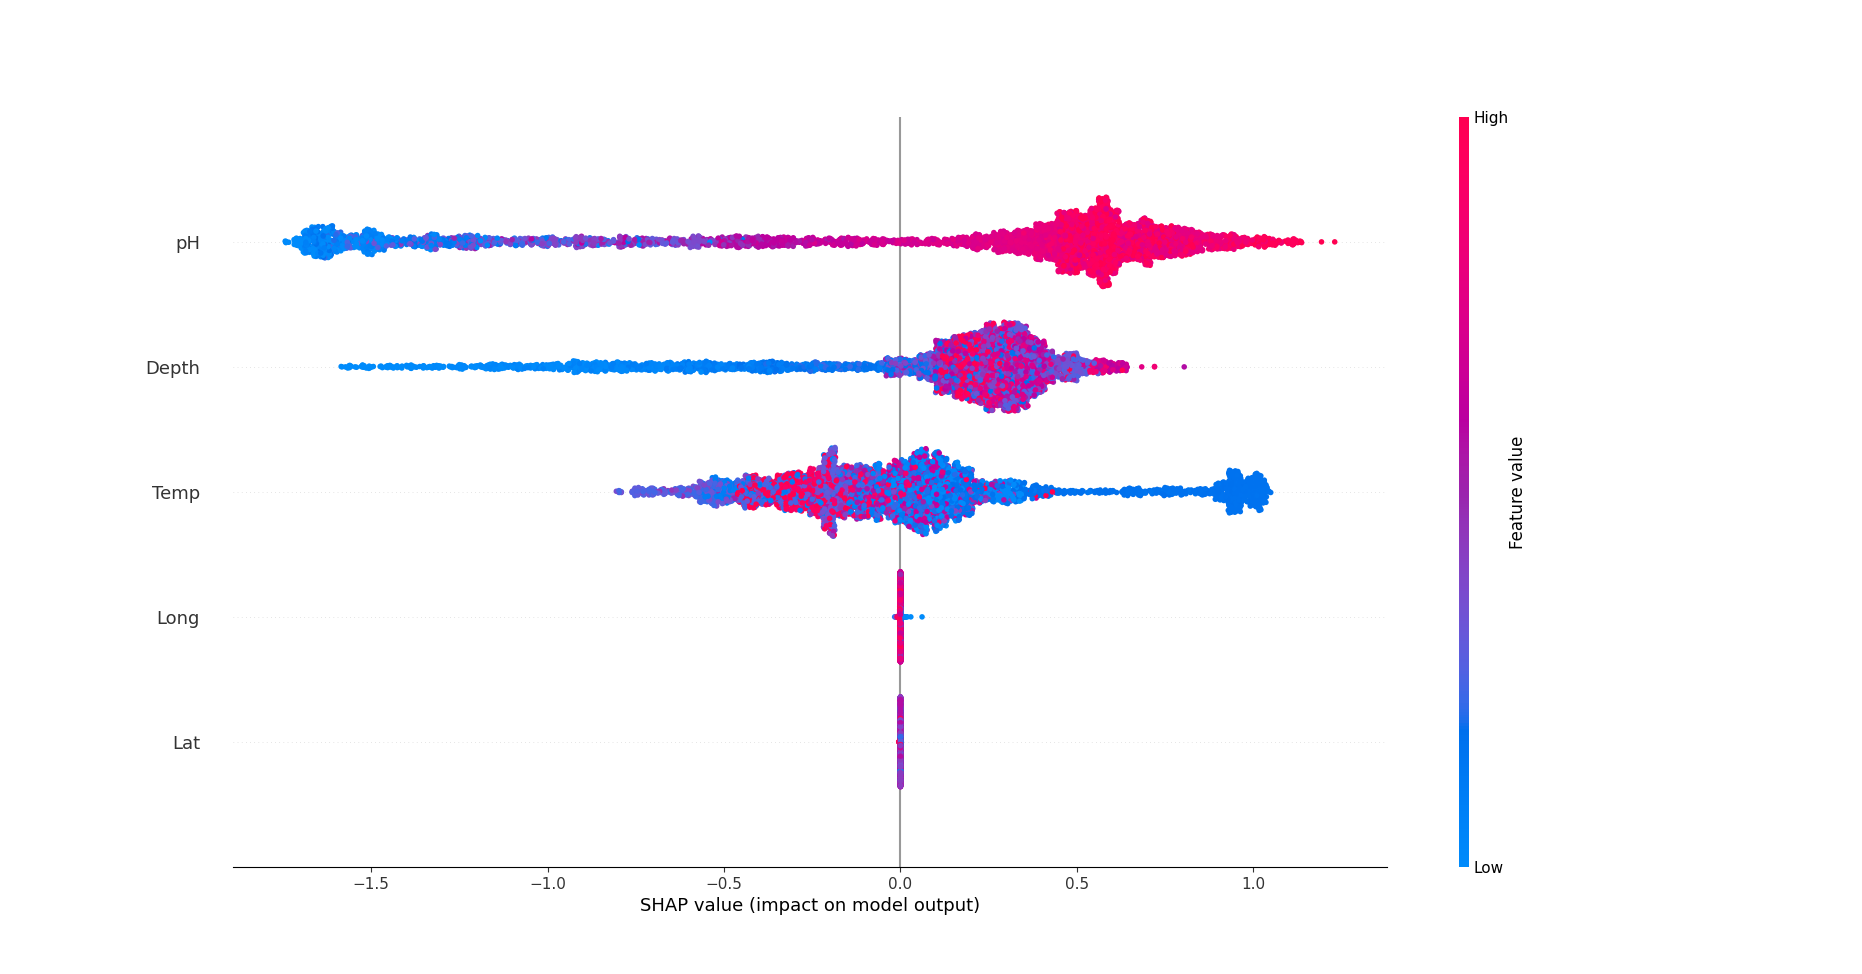 High
pH
Depth
Temp
Long
Lat
Feature value
Low
−1.5
−1.0
−0.5
0.0
0.5
1.0
SHAP value (impact on model output)